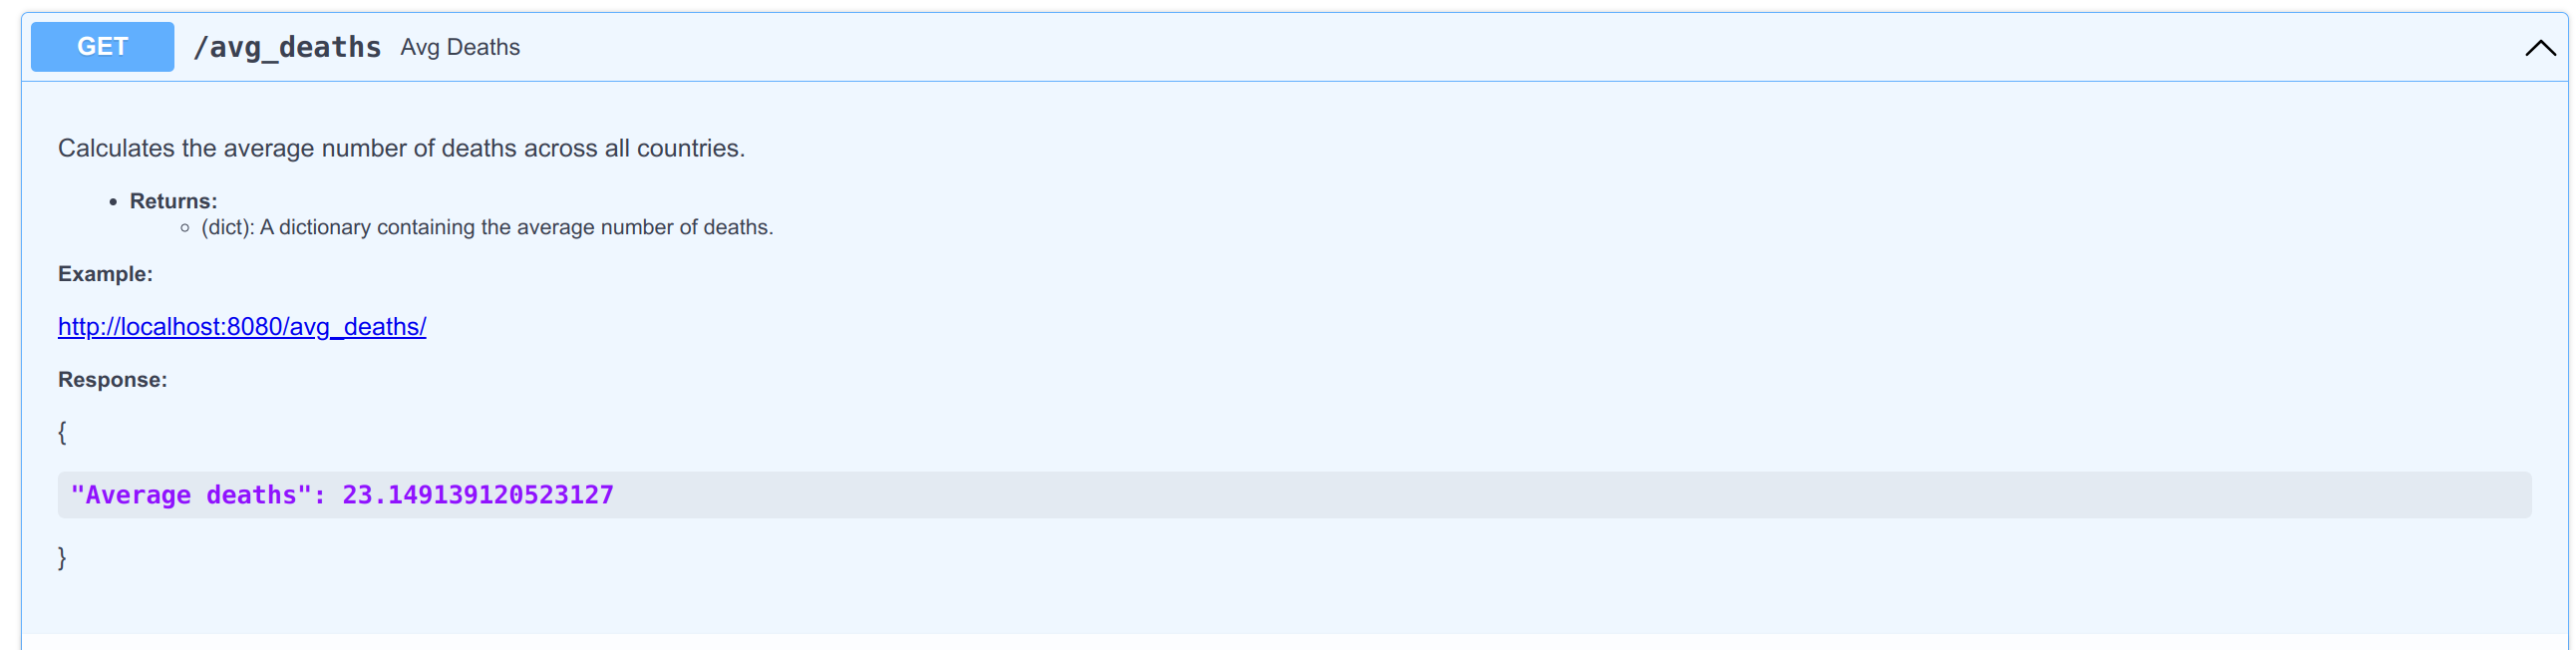 GET /avg_deaths Avg Deaths
Calculates the average number of deaths across all countries.
• Returns:
◦ (dict): A dictionary containing the average number of deaths.
Example:
http://localhost:8080/avg_deaths/
Response:
{
"Average deaths": 23.149139120523127
}